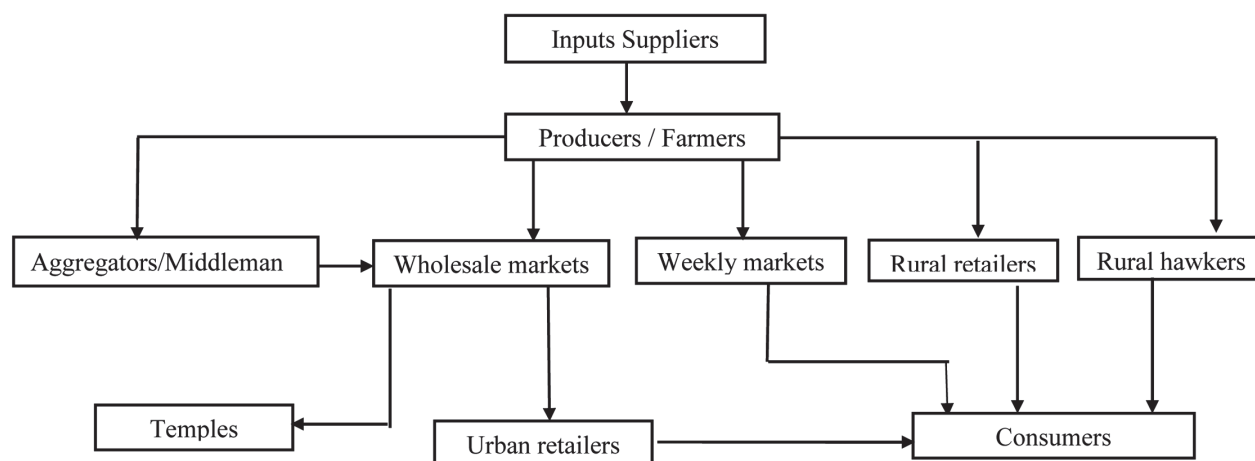 Inputs Suppliers
Producers / Farmers
Aggregators/Middleman
Wholesale markets
Weekly markets
Rural retailers
Rural hawkers
Temples
Urban retailers
Consumers